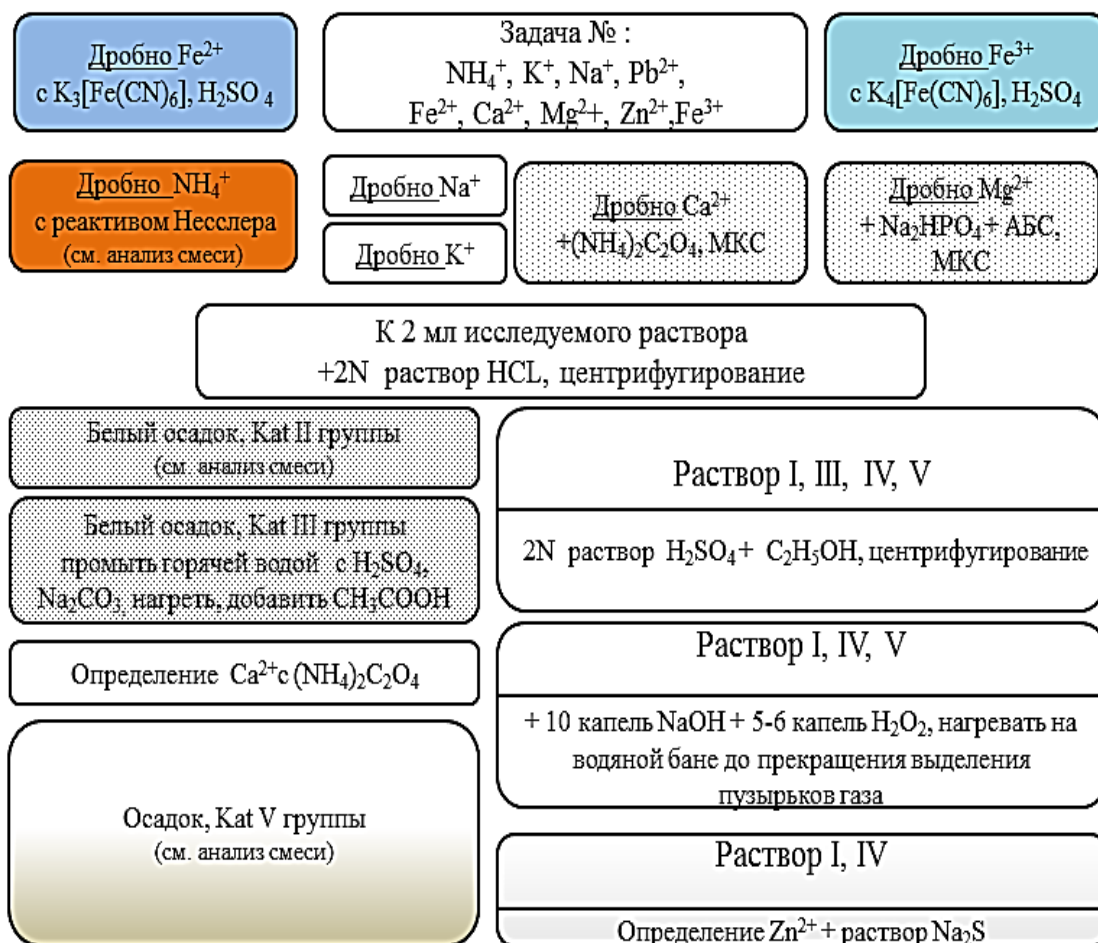 Дробно Fe²⁺
с K₃[Fe(CN)₆], H₂SO₄
Задача № :
NH₄⁺, K⁺, Na⁺, Pb²⁺,
Fe²⁺, Ca²⁺, Mg²+, Zn²⁺,Fe³⁺
Дробно Fe³⁺
с K₄[Fe(CN)₆], H₂SO₄
Дробно NH₄⁺
с реактивом Несслера
(см. анализ смеси)
Дробно Na⁺
Дробно K⁺
Дробно Ca²⁺
+(NH₄)₂C₂O₄, МКС
Дробно Mg²⁺
+ Na₂HPO₄ + АБС,
МКС
К 2 мл исследуемого раствора
+2N раствор HCL, центрифугирование
Белый осадок, Kat II группы
(см. анализ смеси)
Белый осадок, Kat III группы
промыть горячей водой с H₂SO₄,
Na₂CO₃, нагреть, добавить CH₃COOH
Определение Ca²⁺с (NH₄)₂C₂O₄
Осадок, Kat V группы
(см. анализ смеси)
Раствор I, III, IV, V
2N раствор H₂SO₄ + C₂H₅OH, центрифугирование
Раствор I, IV, V
+ 10 капель NaOH + 5-6 капель H₂O₂, нагревать на
водяной бане до прекращения выделения
пузырьков газа
Раствор I, IV
Определение Zn²⁺ + раствор Na₂S